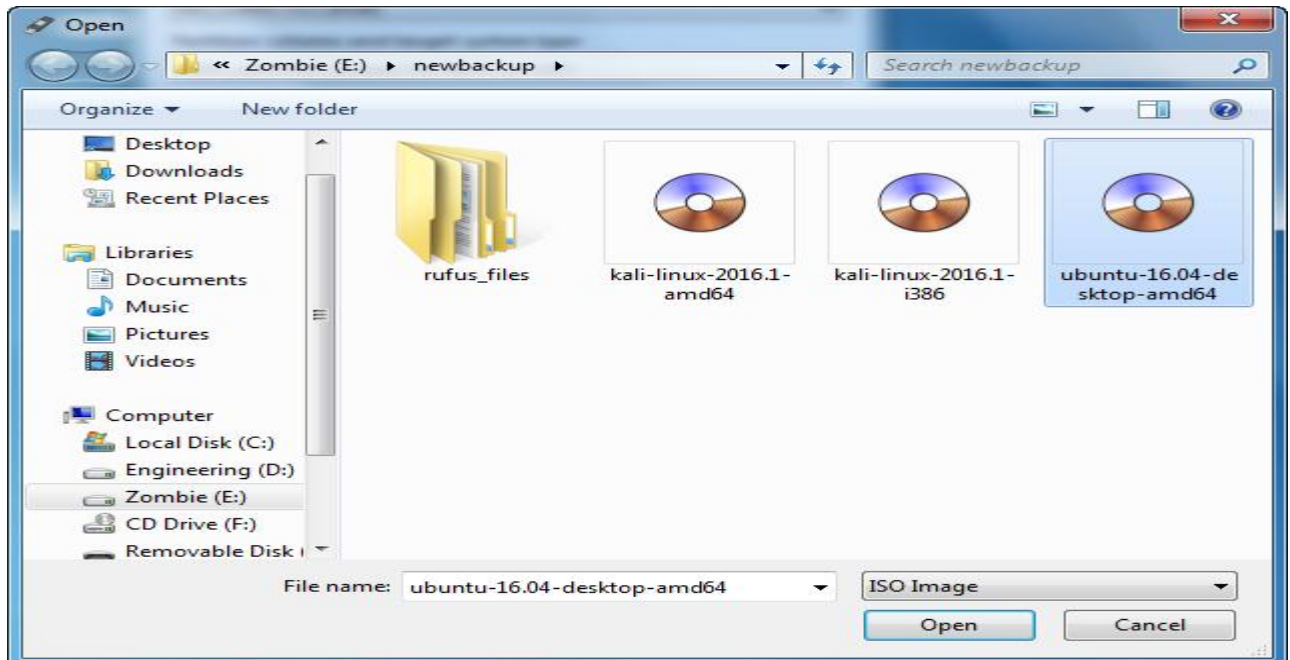 Open
« Zombie (E:) ▸ newbackup ▸
Search newbackup
Organize
New folder
Desktop
Downloads
Recent Places
Libraries
Documents
Music
Pictures
Videos
Computer
Local Disk (C:)
Engineering (D:)
Zombie (E:)
CD Drive (F:)
Removable Disk (
rufus_files
kali-linux-2016.1-
amd64
kali-linux-2016.1-
i386
ubuntu-16.04-de
sktop-amd64
File name: ubuntu-16.04-desktop-amd64
ISO Image
Open
Cancel